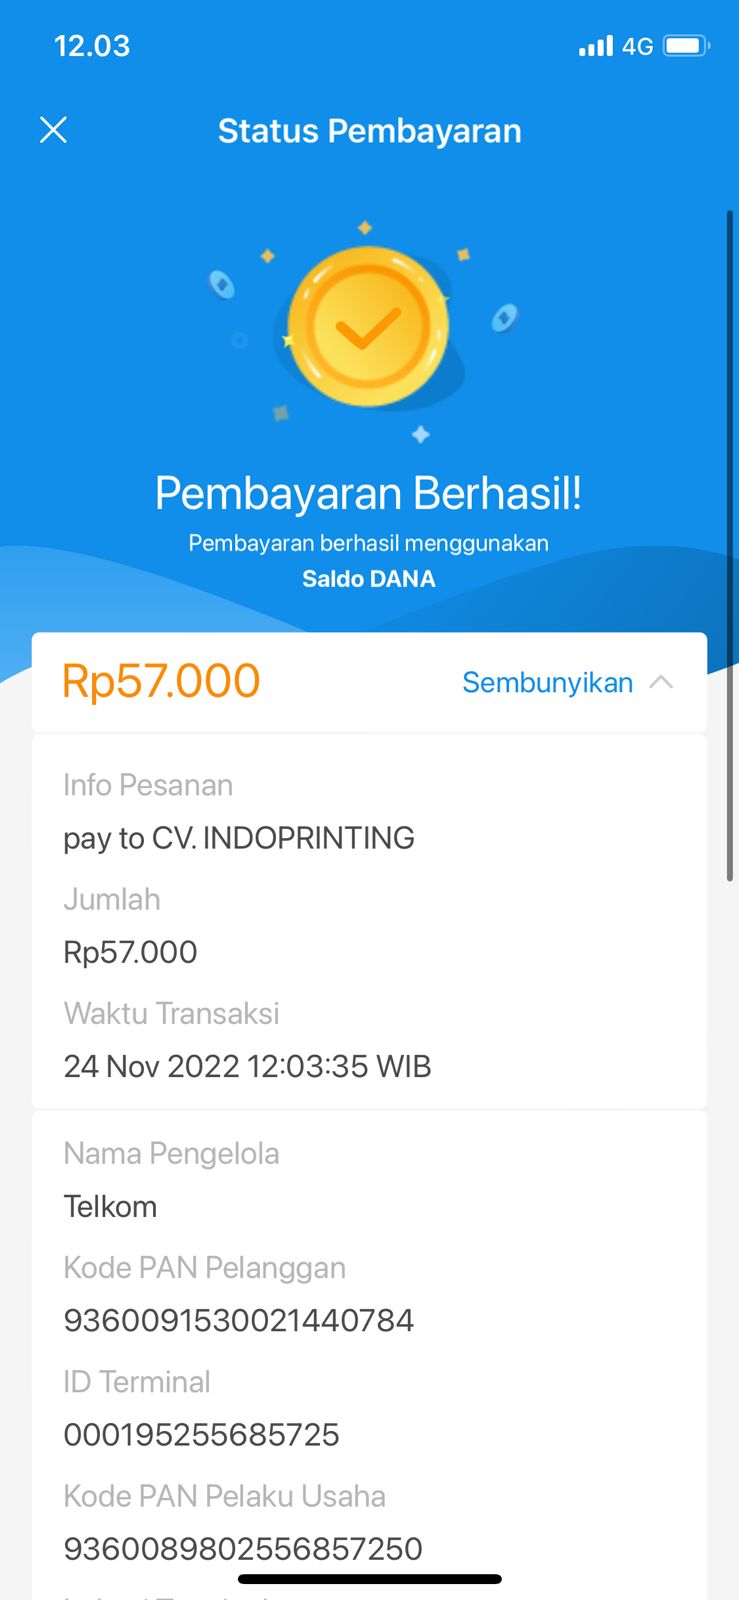 12.03
4G
Status Pembayaran
Pembayaran Berhasil!
Pembayaran berhasil menggunakan
Saldo DANA
Rp57.000
Sembunyikan
Info Pesanan
pay to CV. INDOPRINTING
Jumlah
Rp57.000
Waktu Transaksi
24 Nov 2022 12:03:35 WIB
Nama Pengelola
Telkom
Kode PAN Pelanggan
9360091530021440784
ID Terminal
000195255685725
Kode PAN Pelaku Usaha
9360089802556857250